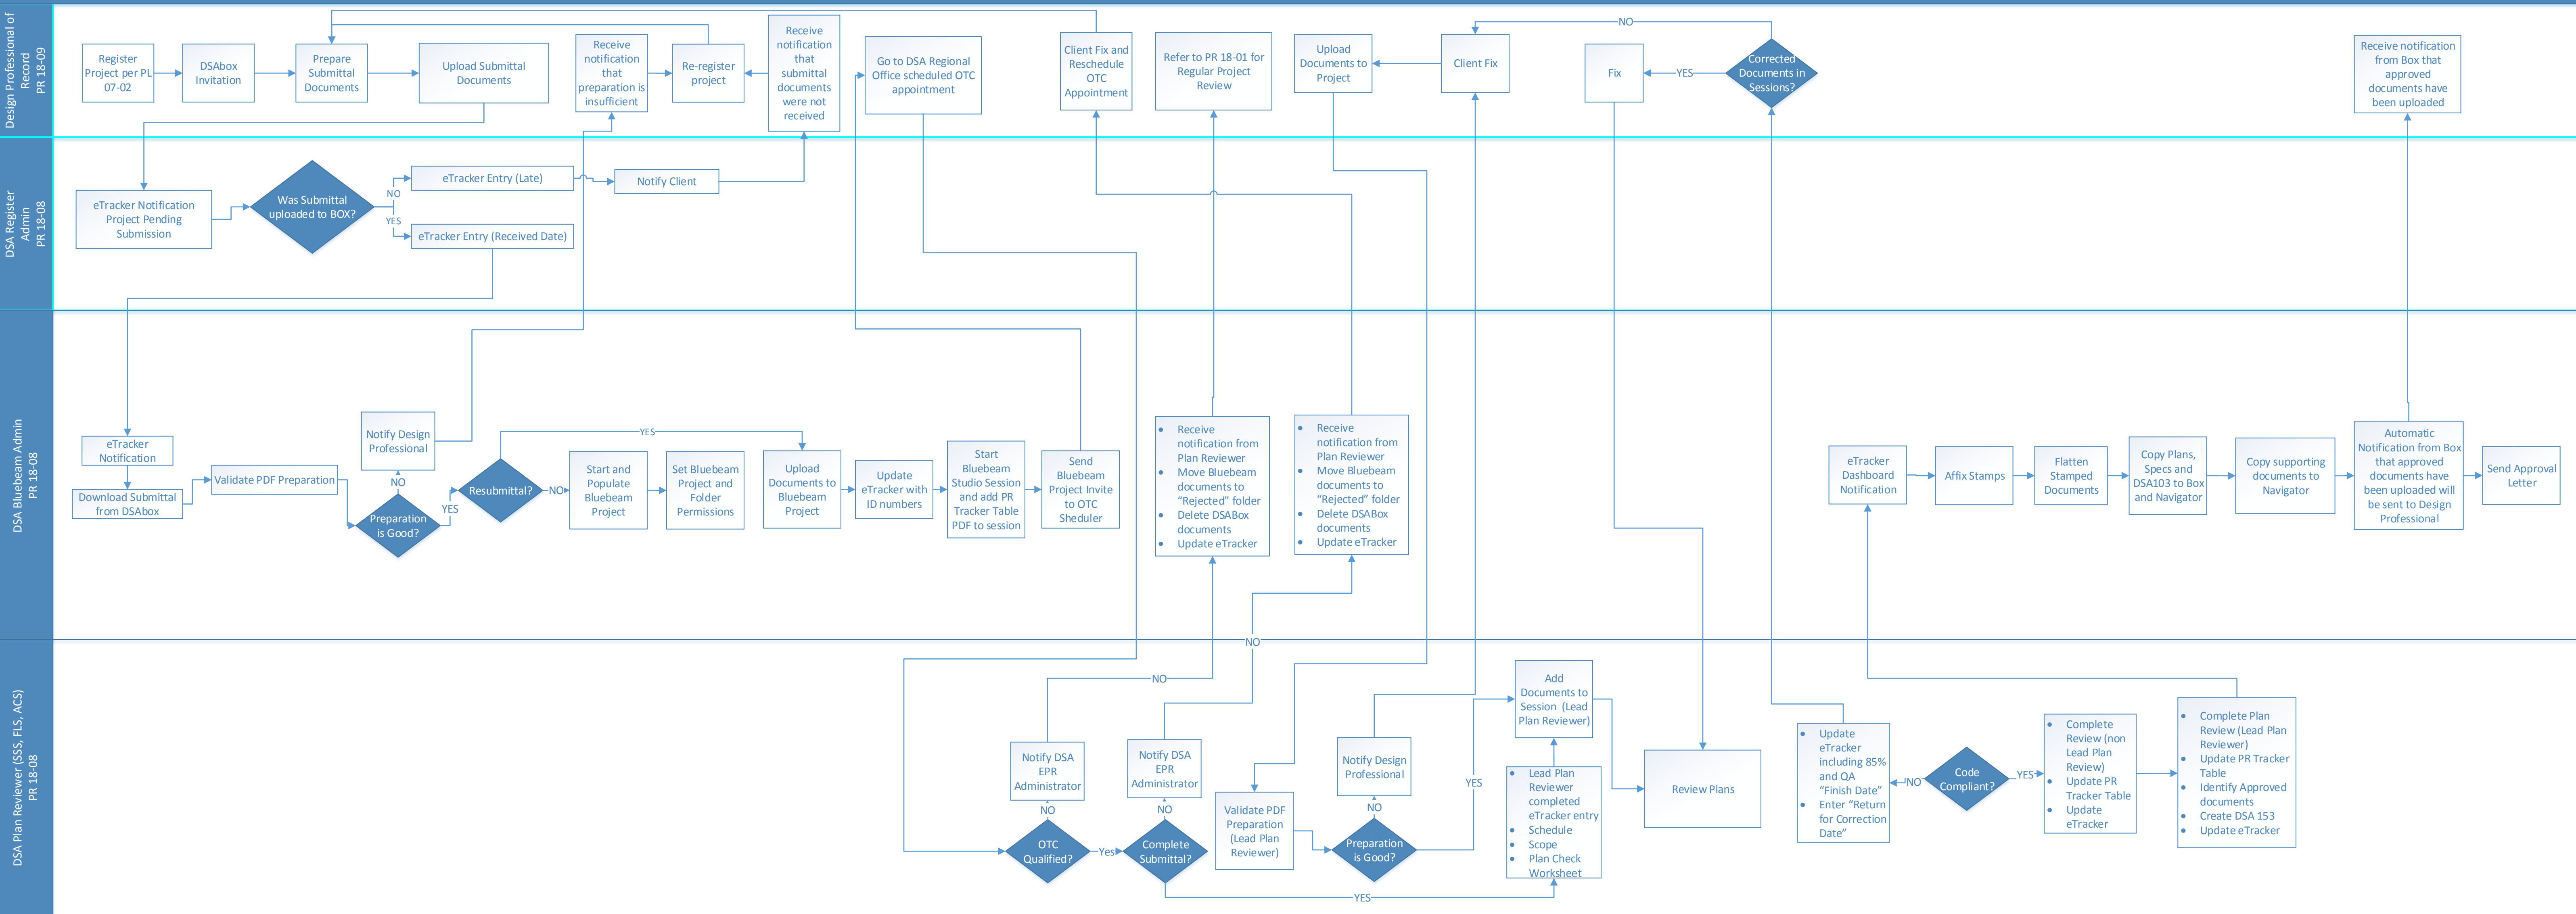 Design Professional of
Record
PR 18-09
Register
Project per PL
07-02
DSAbox
Invitation
Prepare
Submittal
Documents
Upload Submittal
Documents
Receive
notification
that
preparation is
insufficient
Re-register
project
Receive
notification
that
submittal
documents
were not
received
Go to DSA Regional
Office scheduled OTC
appointment
Client Fix and
Reschedule
OTC
Appointment
Refer to PR 18-01 for
Regular Project
Review
Upload
Documents to
Project
Client Fix
NO
Fix
YES
Corrected
Documents in
Sessions?
Receive notification
from Box that
approved
documents have
been uploaded
DSA Register
Admin
PR 18-08
eTracker Notification
Project Pending
Submission
Was Submittal
uploaded to BOX?
NO
YES
eTracker Entry (Late)
eTracker Entry (Received Date)
Notify Client
DSA Bluebeam Admin
PR 18-08
eTracker
Notification
Download Submittal
from DSAbox
Validate PDF Preparation
Notify Design
Professional
NO
Preparation
is Good?
YES
Resubmittal?
YES
NO
Start and
Populate
Bluebeam
Project
Set Bluebeam
Project and
Folder
Permissions
Upload
Documents to
Bluebeam
Project
Update
eTracker with
ID numbers
Start
Bluebeam
Studio Session
and add PR
Tracker Table
PDF to session
Send
Bluebeam
Project Invite
to OTC
Sheduler
• Receive
notification from
Plan Reviewer
• Move Bluebeam
documents to
“Rejected” folder
• Delete DSABox
documents
• Update eTracker
• Receive
notification from
Plan Reviewer
• Move Bluebeam
documents to
“Rejected” folder
• Delete DSABox
documents
• Update eTracker
eTracker
Dashboard
Notification
Affix Stamps
Flatten
Stamped
Documents
Copy Plans,
Specs and
DSA103 to Box
and Navigator
Copy supporting
documents to
Navigator
Automatic
Notification from Box
that approved
documents have
been uploaded will
be sent to Design
Professional
Send Approval
Letter
DSA Plan Reviewer (SSS, FLS, ACS)
PR 18-08
NO
NO
Notify DSA
EPR
Administrator
NO
OTC
Qualified?
Yes
Notify DSA
EPR
Administrator
NO
Complete
Submittal?
YES
Validate PDF
Preparation
(Lead Plan
Reviewer)
Notify Design
Professional
NO
Preparation
is Good?
YES
Add
Documents to
Session (Lead
Plan Reviewer)
• Lead Plan
Reviewer
completed
eTracker entry
• Schedule
• Scope
• Plan Check
Worksheet
Review Plans
• Update
eTracker
including 85%
and QA
“Finish Date”
• Enter “Return
for Correction
Date”
NO
Code
Compliant?
YES
• Complete
Review (non
Lead Plan
Review)
• Update PR
Tracker Table
• Update
eTracker
• Complete Plan
Review (Lead Plan
Reviewer)
• Update PR Tracker
Table
• Identify Approved
documents
• Create DSA 153
• Update eTracker